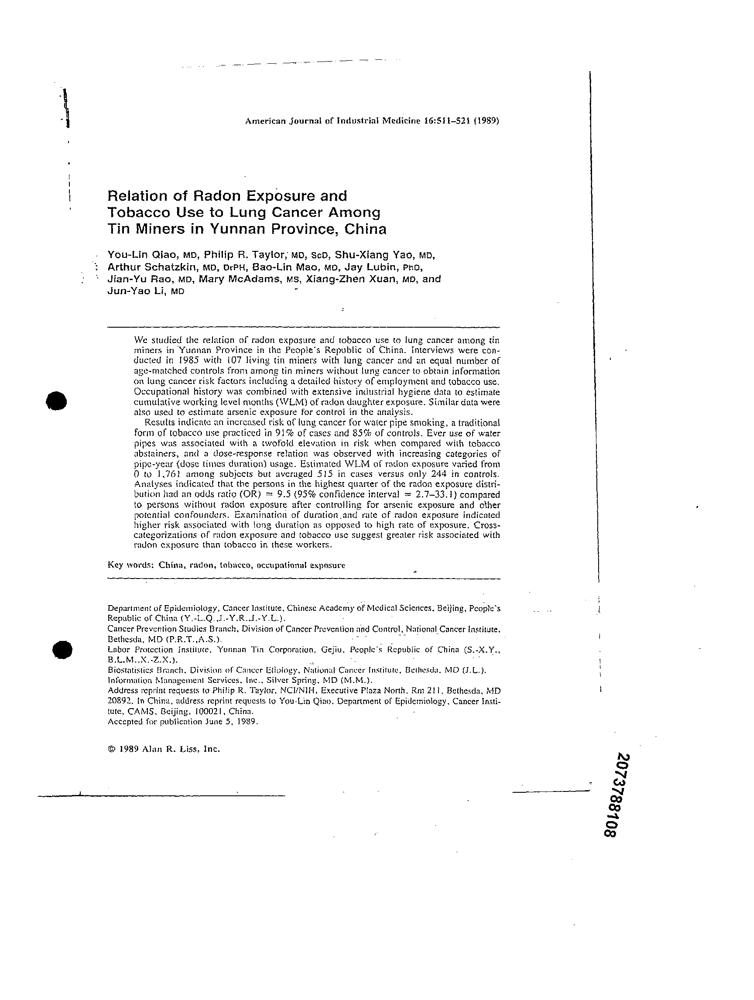 American Journal of Industrial Medicine 16:511–521 (1989)
Relation of Radon Exposure and
Tobacco Use to Lung Cancer Among
Tin Miners in Yunnan Province, China
You-Lin Qiao, MD, Philip R. Taylor, MD, ScD, Shu-Xiang Yao, MD,
Arthur Schatzkin, MD, DrPH, Bao-Lin Mao, MD, Jay Lubin, PhD,
Jian-Yu Rao, MD, Mary McAdams, MS, Xiang-Zhen Xuan, MD, and
Jun-Yao Li, MD
We studied the relation of radon exposure and tobacco use to lung cancer among tin
miners in Yunnan Province in the People's Republic of China. Interviews were con-
ducted in 1985 with 107 living tin miners with lung cancer and an equal number of
age-matched controls from among tin miners without lung cancer to obtain information
on lung cancer risk factors including a detailed history of employment and tobacco use.
Occupational history was combined with extensive industrial hygiene data to estimate
cumulative working level months (WLM) of radon daughter exposure. Similar data were
also used to estimate arsenic exposure for control in the analysis.
Results indicate an increased risk of lung cancer for water pipe smoking, a traditional
form of tobacco use practiced in 91% of cases and 85% of controls. Ever use of water
pipes was associated with a twofold elevation in risk when compared with tobacco
abstainers, and a dose-response relation was observed with increasing categories of
pipe-year (dose times duration) usage. Estimated WLM of radon exposure varied from
0 to 1,761 among subjects but averaged 515 in cases versus only 244 in controls.
Analyses indicated that the persons in the highest quarter of the radon exposure distri-
bution had an odds ratio (OR) = 9.5 (95% confidence interval = 2.7–33.1) compared
to persons without radon exposure after controlling for arsenic exposure and other
potential confounders. Examination of duration and rate of radon exposure indicated
higher risk associated with long duration as opposed to high rate of exposure. Cross-
categorizations of radon exposure and tobacco use suggest greater risk associated with
radon exposure than tobacco in these workers.
Key words: China, radon, tobacco, occupational exposure
Department of Epidemiology, Cancer Institute, Chinese Academy of Medical Sciences, Beijing, People's
Republic of China (Y.-L.Q.,J.-Y.R.,J.-Y.L.).
Cancer Prevention Studies Branch, Division of Cancer Prevention and Control, National Cancer Institute,
Bethesda, MD (P.R.T.,A.S.).
Labor Protection Institute, Yunnan Tin Corporation, Gejiu, People's Republic of China (S.-X.Y.,
B.L.M.,X.-Z.X.).
Biostatistics Branch, Division of Cancer Etiology, National Cancer Institute, Bethesda, MD (J.L.).
Information Management Services, Inc., Silver Spring, MD (M.M.).
Address reprint requests to Philip R. Taylor, NCI/NIH, Executive Plaza North, Rm 211, Bethesda, MD
20892. In China, address reprint requests to You-Lin Qiao, Department of Epidemiology, Cancer Insti-
tute, CAMS, Beijing, 100021, China.
Accepted for publication June 5, 1989.
© 1989 Alan R. Liss, Inc.
2073788108